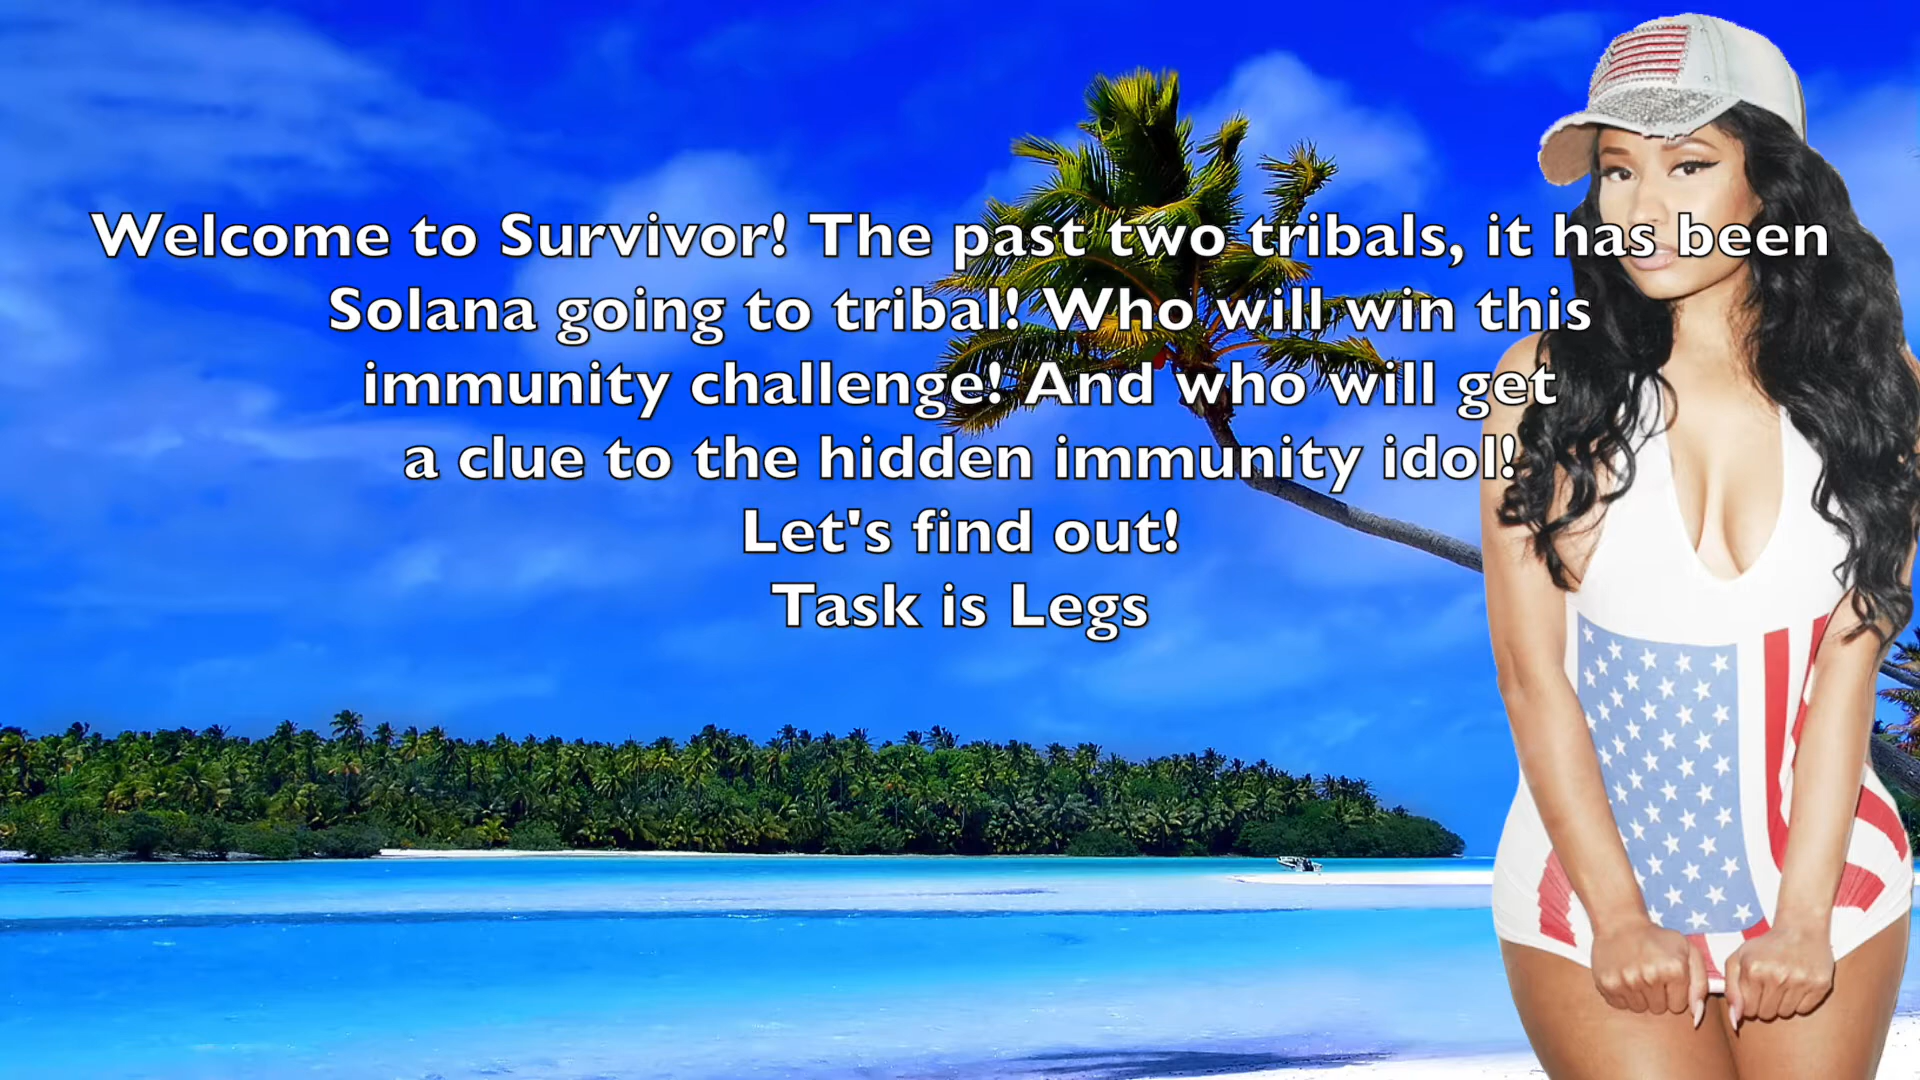 Welcome to Survivor! The past two tribals, it has been
Solana going to tribal! Who will win this
immunity challenge! And who will get
a clue to the hidden immunity idol!
Let's find out!
Task is Legs